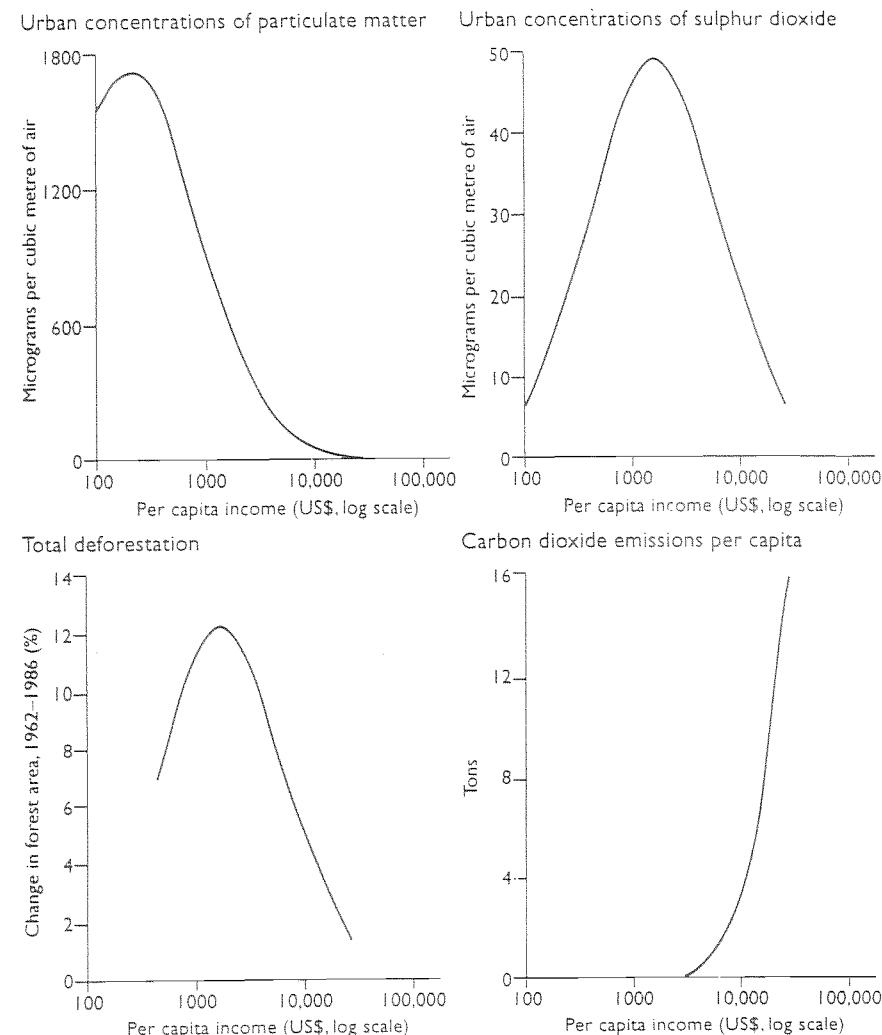 Urban concentrations of particulate matter
1800
1200
600
0
Micrograms per cubic metre of air
100 1000 10,000 100,000
Per capita income (US$, log scale)
Urban concentrations of sulphur dioxide
50
40
30
20
10
0
Micrograms per cubic metre of air
100 1000 10,000 100,000
Per capita income (US$, log scale)
Total deforestation
14
12
10
8
6
4
2
0
Change in forest area, 1962–1986 (%)
100 1000 10,000 100,000
Per capita income (US$, log scale)
Carbon dioxide emissions per capita
16
12
8
4
0
Tons
100 1000 10,000 100,000
Per capita income (US$, log scale)